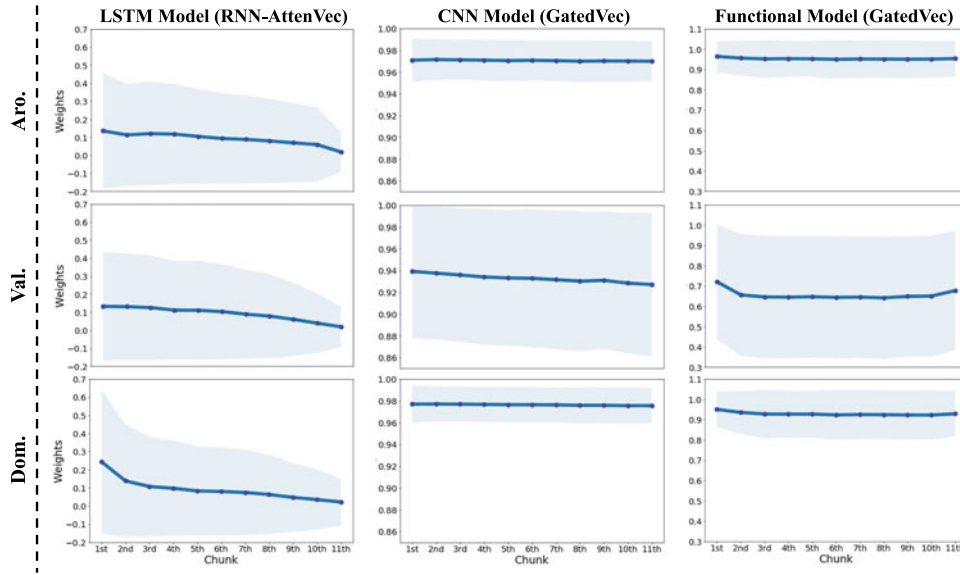 LSTM Model (RNN-AttenVec) CNN Model (GatedVec) Functional Model (GatedVec)
Aro.
Weights
0.7 0.6 0.5 0.4 0.3 0.2 0.1 0.0 −0.1 −0.2
1.00 0.98 0.96 0.94 0.92 0.90 0.88 0.86
1.1 1.0 0.9 0.8 0.7 0.6 0.5 0.4 0.3
Val.
Weights
0.7 0.6 0.5 0.4 0.3 0.2 0.1 0.0 −0.1 −0.2
1.00 0.98 0.96 0.94 0.92 0.90 0.88 0.86
1.1 1.0 0.9 0.8 0.7 0.6 0.5 0.4 0.3
Dom.
Weights
0.7 0.6 0.5 0.4 0.3 0.2 0.1 0.0 −0.1 −0.2
1.00 0.98 0.96 0.94 0.92 0.90 0.88 0.86
1.1 1.0 0.9 0.8 0.7 0.6 0.5 0.4 0.3
1st 2nd 3rd 4th 5th 6th 7th 8th 9th 10th 11th
1st 2nd 3rd 4th 5th 6th 7th 8th 9th 10th 11th
1st 2nd 3rd 4th 5th 6th 7th 8th 9th 10th 11th
Chunk Chunk Chunk